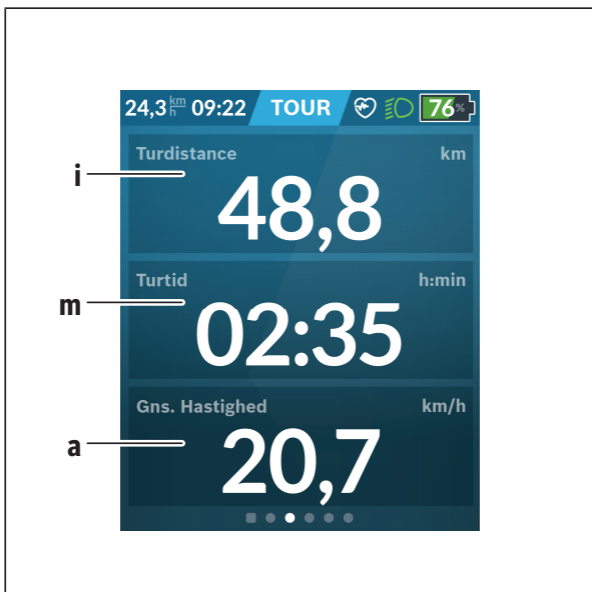 24,3 km/h 09:22 TOUR 76%
Turdistance km
i
48,8
Turtid h:min
m
02:35
Gns. Hastighed km/h
a
20,7